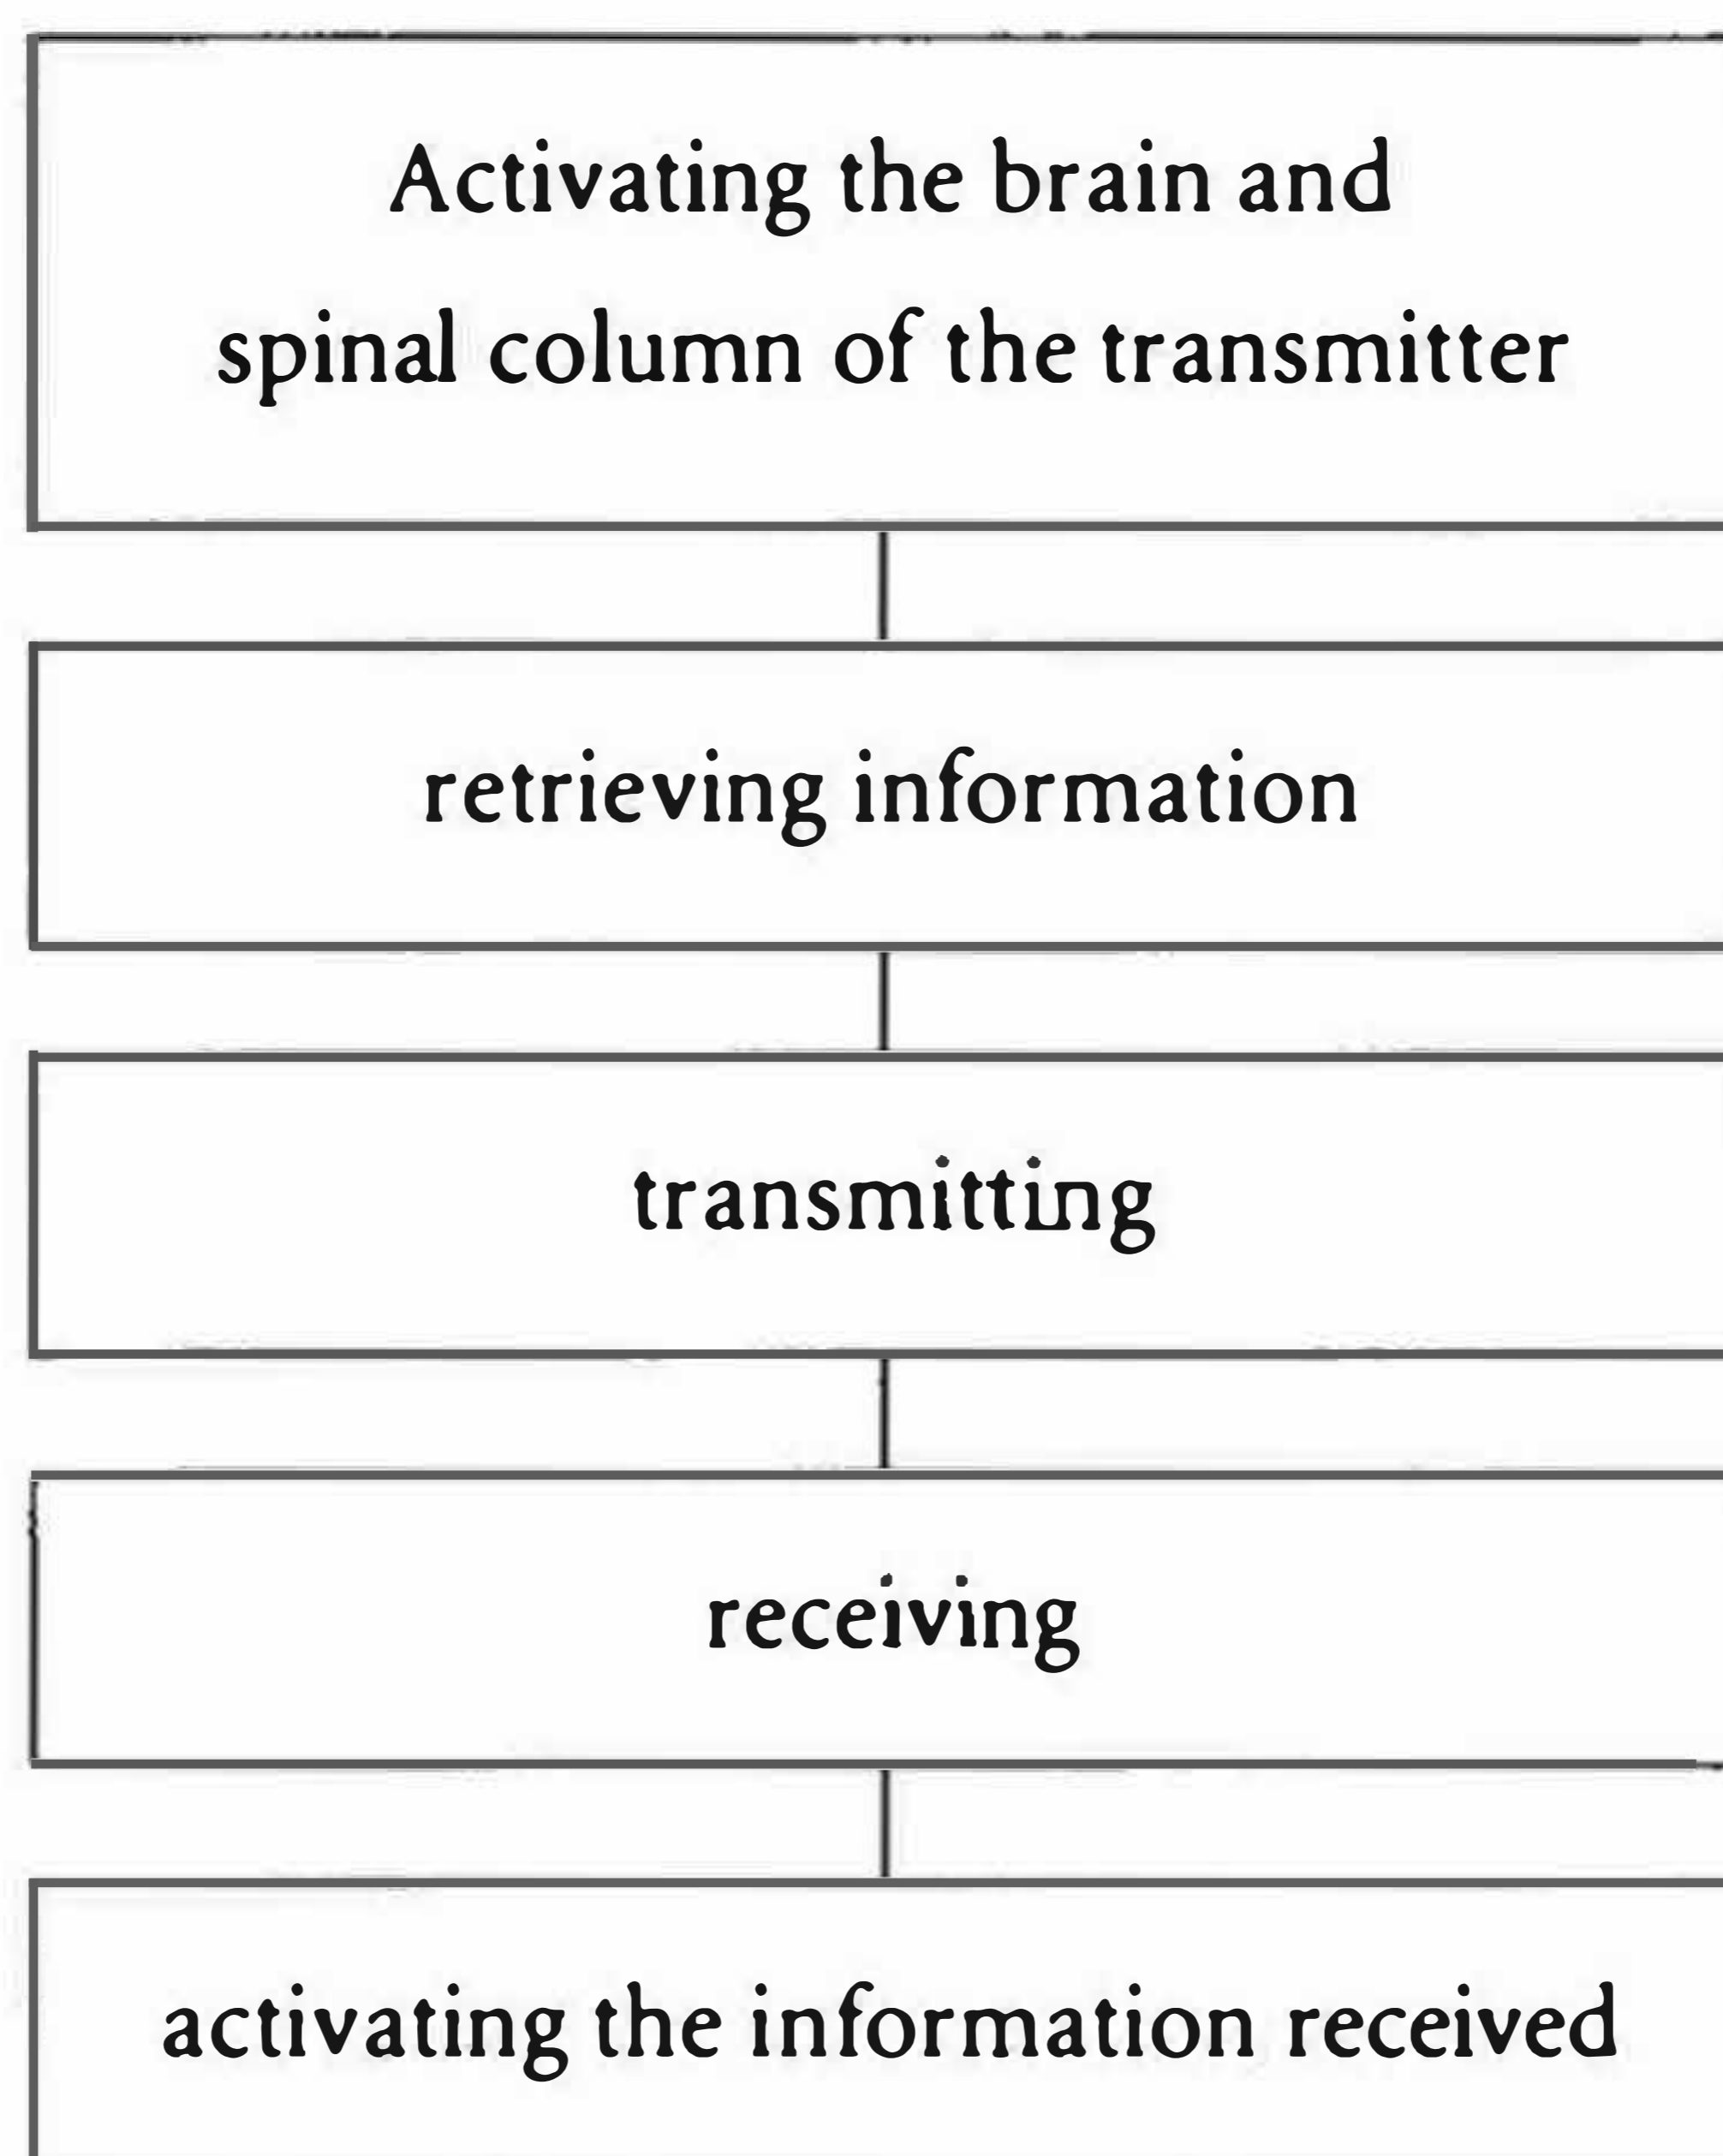 Activating the brain and
spinal column of the transmitter
retrieving information
transmitting
receiving
activating the information received